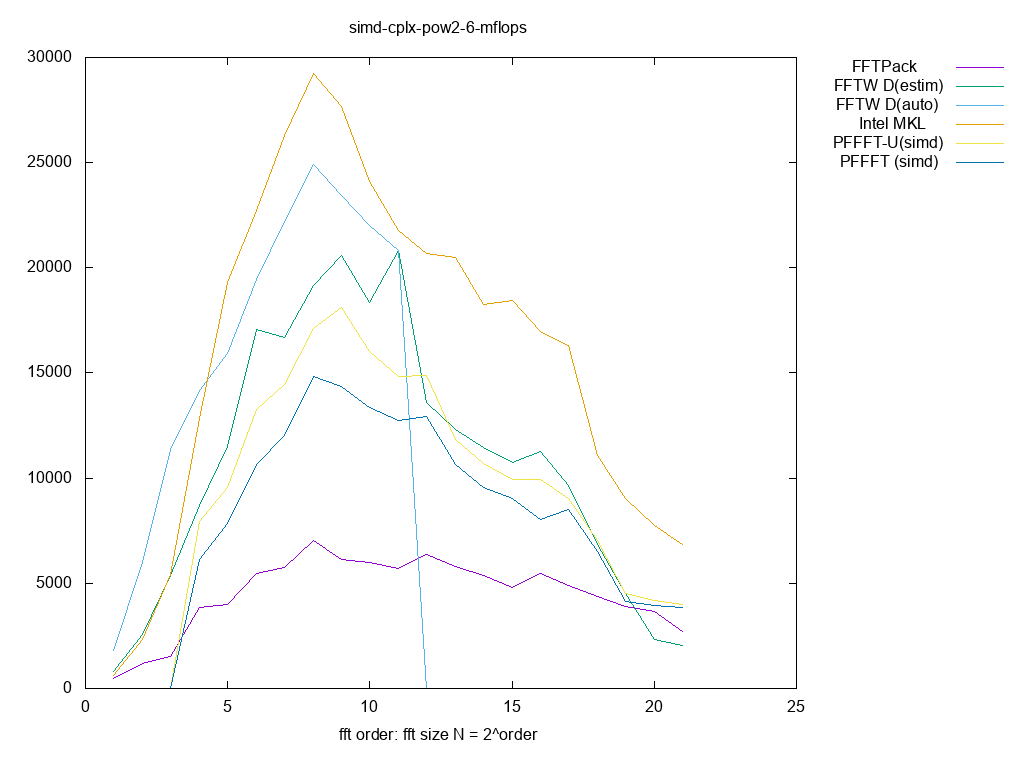 simd-cplx-pow2-6-mflops
30000
25000
20000
15000
10000
5000
0
0 5 10 15 20 25
fft order: fft size N = 2^order
FFTPack
FFTW D(estim)
FFTW D(auto)
Intel MKL
PFFFT-U(simd)
PFFFT (simd)